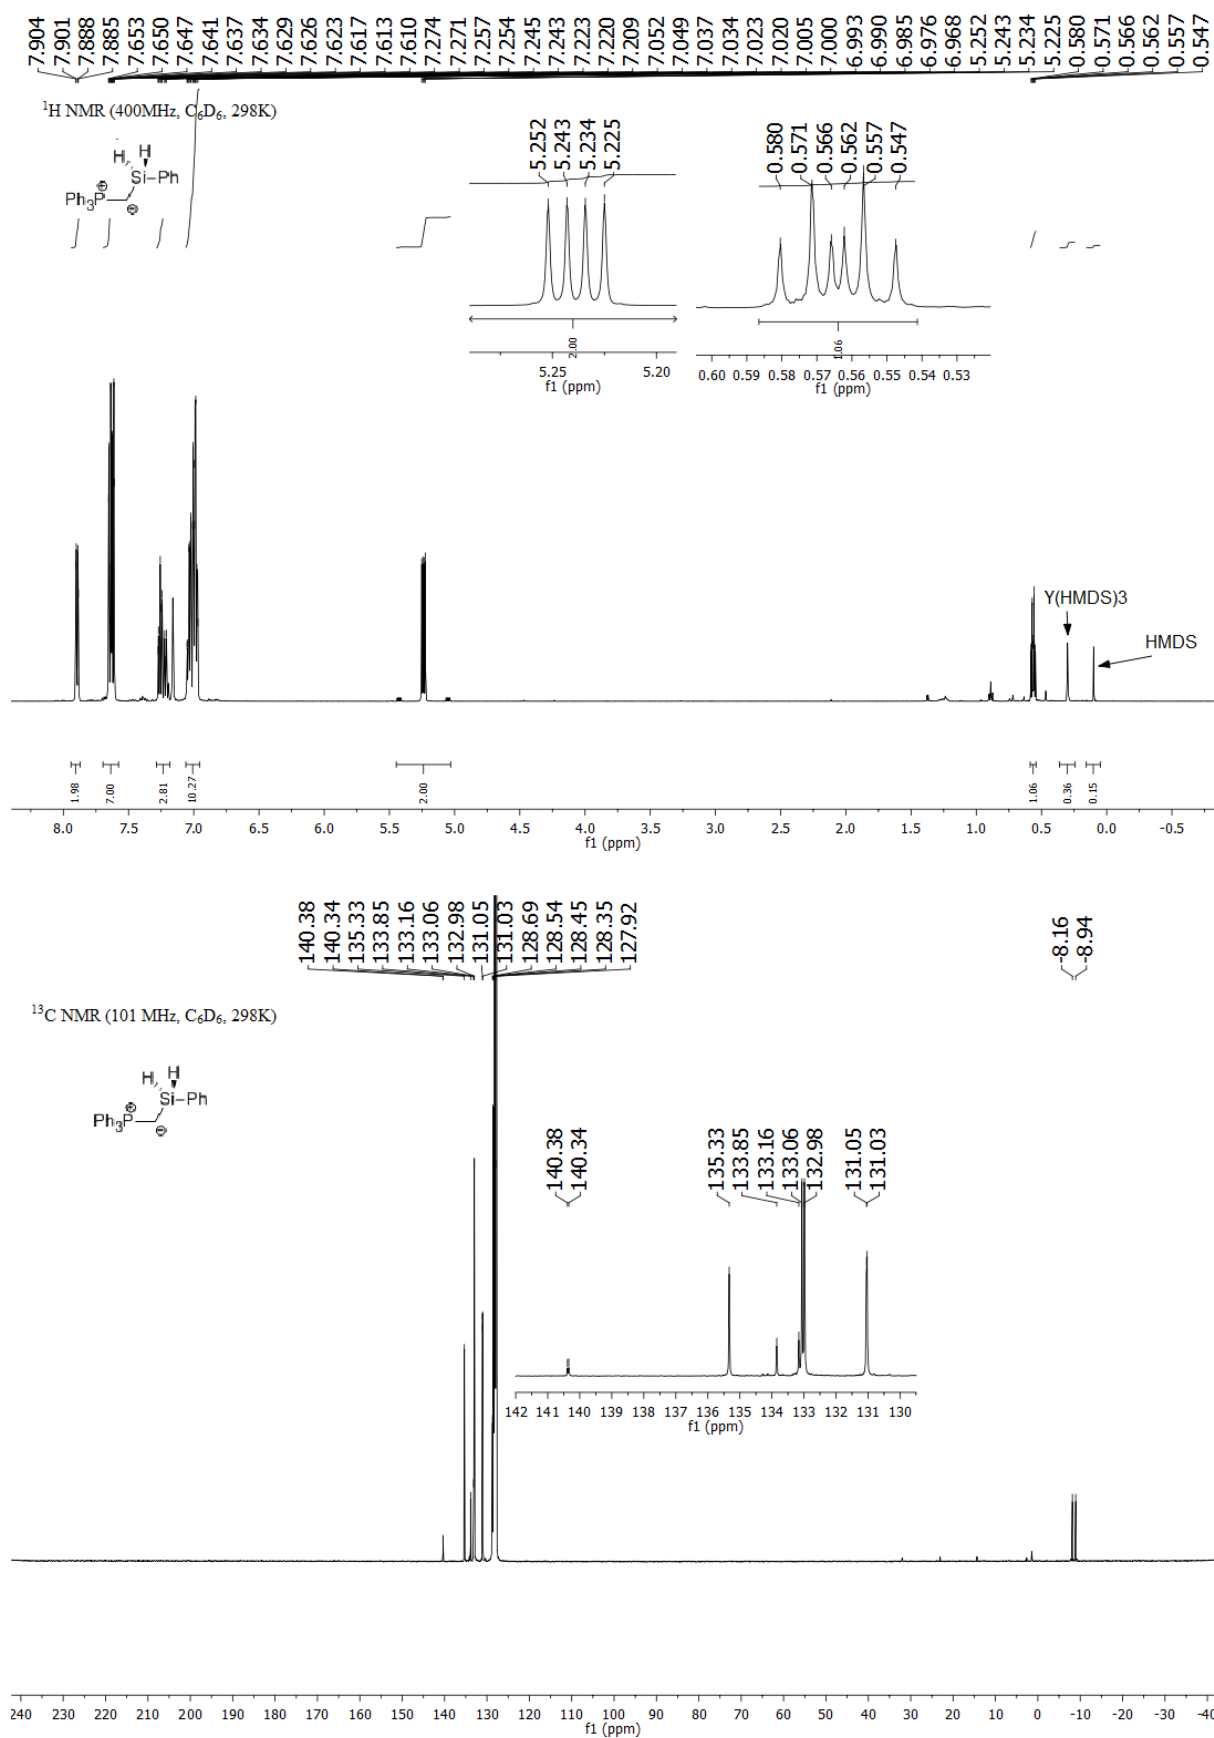 7.904 7.901 7.888 7.885 7.653 7.650 7.647 7.641 7.637 7.634 7.629 7.626 7.623 7.617 7.613 7.610 7.274 7.271 7.257 7.254 7.245 7.243 7.223 7.220 7.209 7.052 7.049 7.037 7.034 7.023 7.020 7.005 7.000 6.993 6.990 6.985 6.976 6.968 5.252 5.243 5.234 5.225 0.580 0.571 0.566 0.562 0.557 0.547
¹H NMR (400MHz, C₆D₆, 298K)
H H
Si–Ph
Ph₃P⊕
⊖
5.252 5.243 5.234 5.225
2.00
5.25 5.20
f1 (ppm)
0.580 0.571 0.566 0.562 0.557 0.547
1.06
0.60 0.59 0.58 0.57 0.56 0.55 0.54 0.53
f1 (ppm)
Y(HMDS)3
HMDS
1.98 7.00 2.81 10.27 2.00 1.06 0.36 0.15
8.0 7.5 7.0 6.5 6.0 5.5 5.0 4.5 4.0 3.5 3.0 2.5 2.0 1.5 1.0 0.5 0.0 -0.5
f1 (ppm)
140.38 140.34 135.33 133.85 133.16 133.06 132.98 131.05 131.03 128.69 128.54 128.45 128.35 127.92 -8.16 -8.94
¹³C NMR (101 MHz, C₆D₆, 298K)
H H
Si–Ph
Ph₃P⊕
⊖
140.38 140.34 135.33 133.85 133.16 133.06 132.98 131.05 131.03
142 141 140 139 138 137 136 135 134 133 132 131 130
f1 (ppm)
240 230 220 210 200 190 180 170 160 150 140 130 120 110 100 90 80 70 60 50 40 30 20 10 0 -10 -20 -30 -40
f1 (ppm)